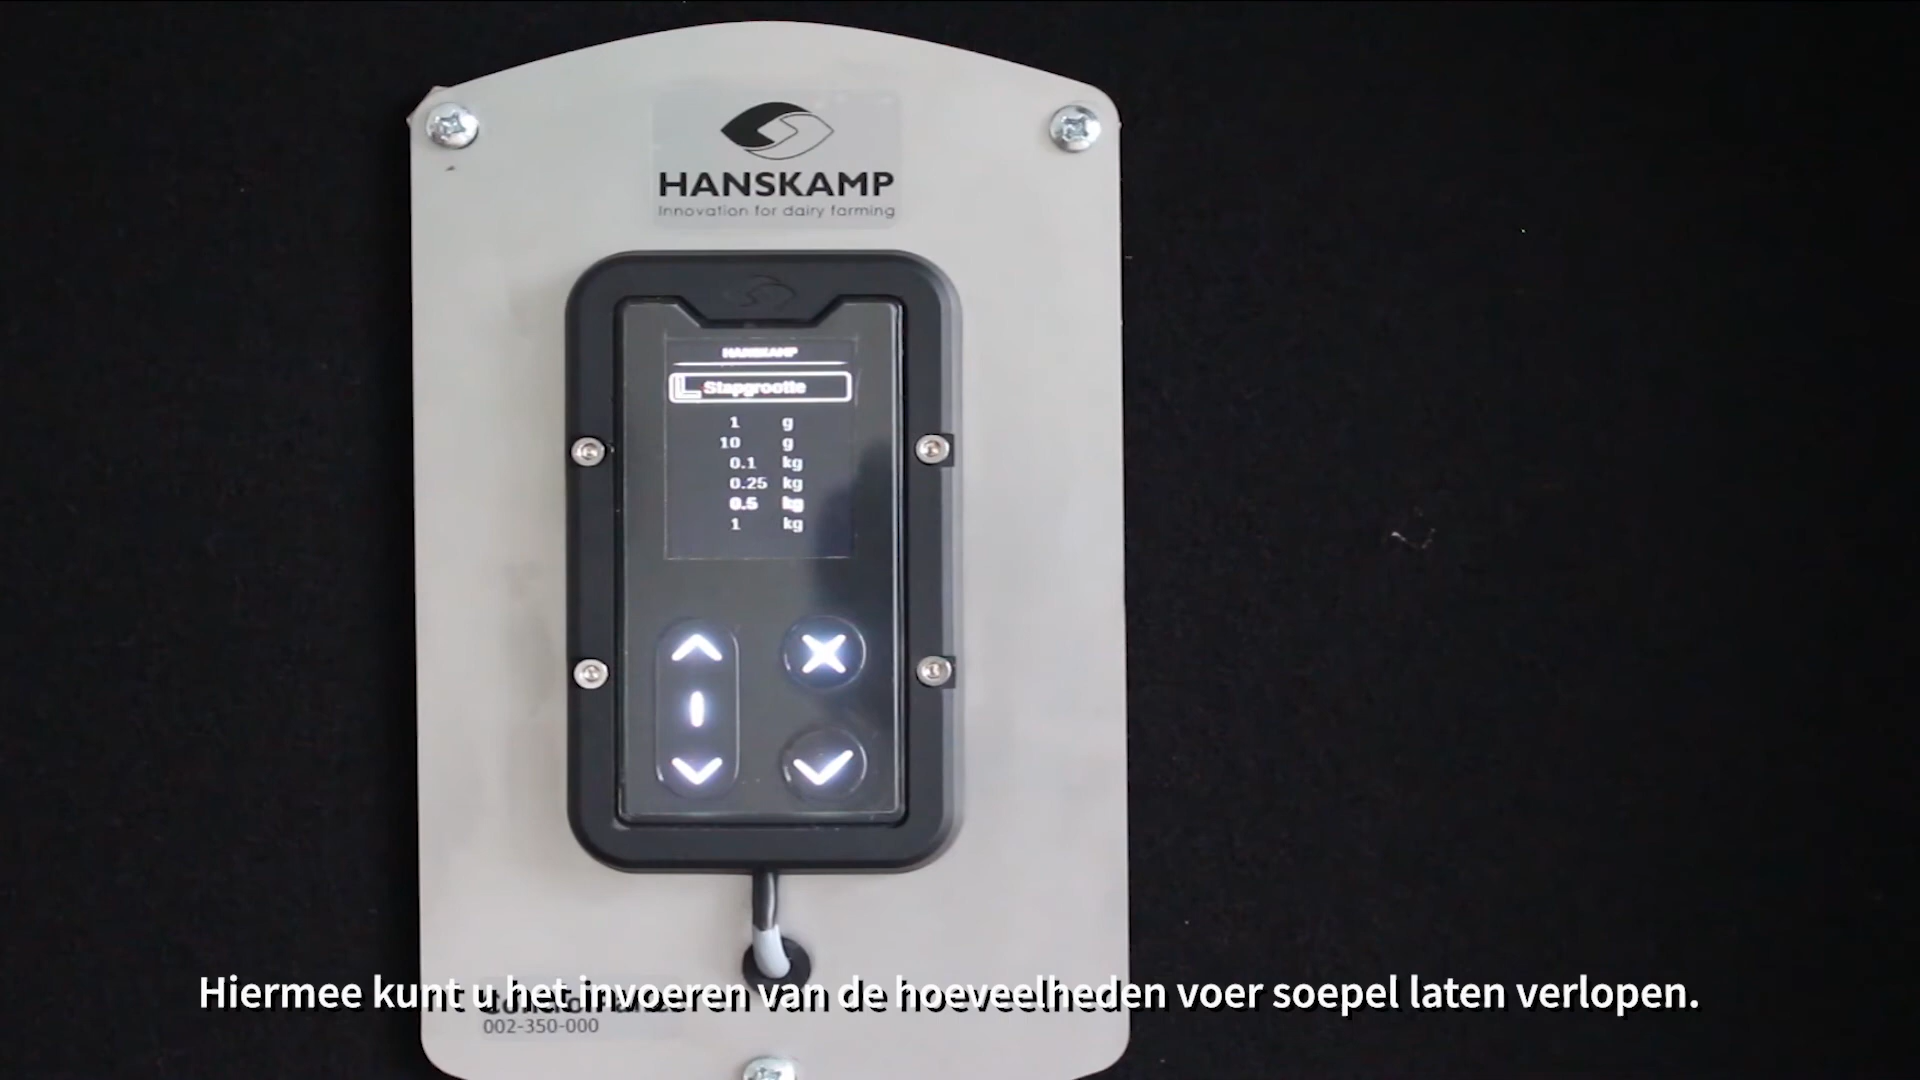 HANSKAMP
Innovation for dairy farming
HANSKAMP
Stapgrootte
1 g
10 g
0.1 kg
0.25 kg
0.5 kg
1 kg
Hiermee kunt u het invoeren van de hoeveelheden voer soepel laten verlopen.
002-350-000